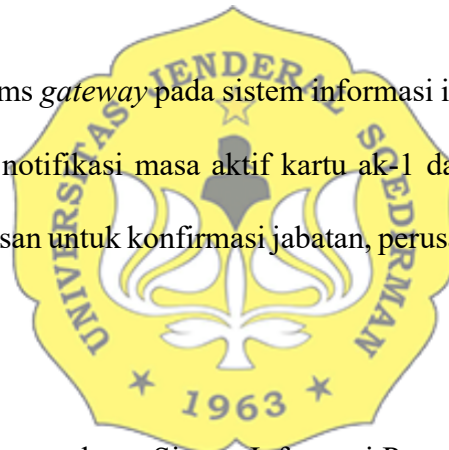 ms gateway pada sistem informasi i
notifikasi masa aktif kartu ak-1 da
san untuk konfirmasi jabatan, perusa
UNIVERSITAS JENDERAL SOEDIRMAN
1963